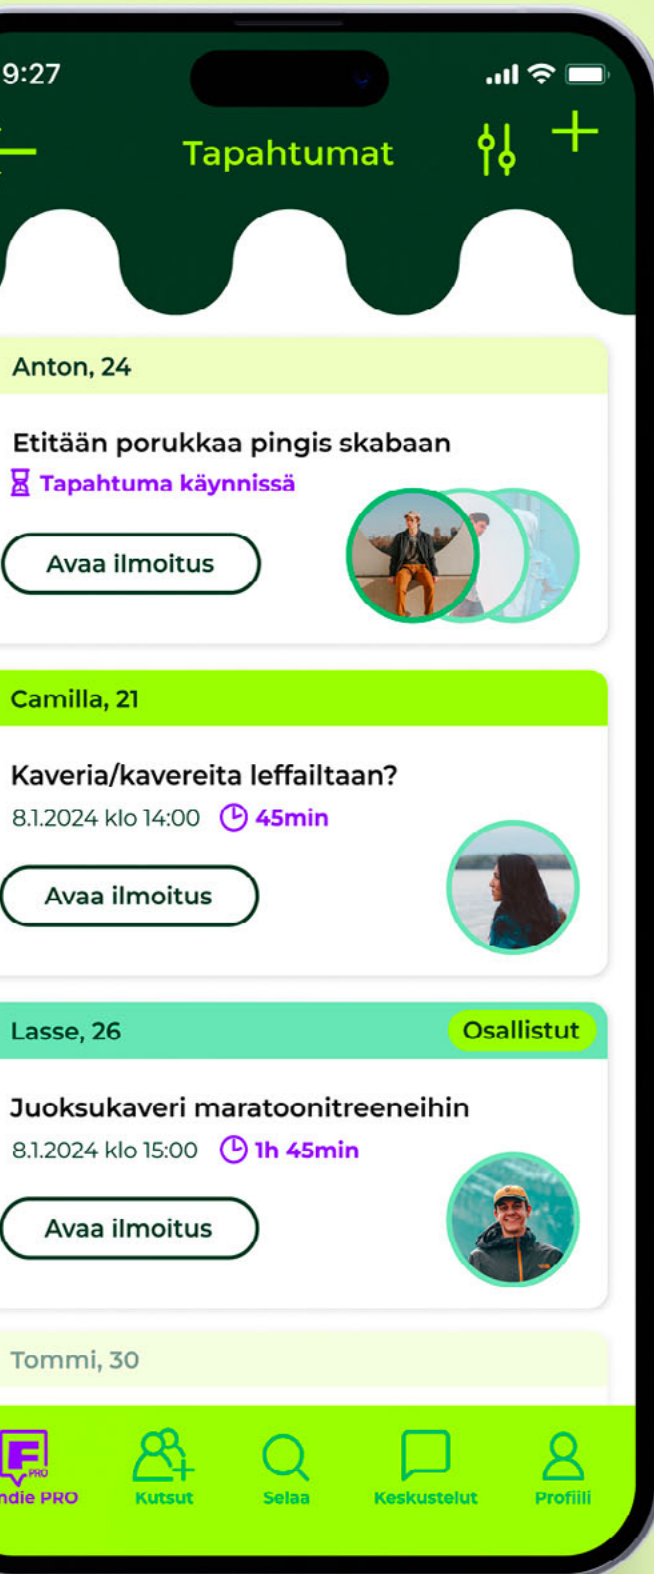 9:27
Tapahtumat
Anton, 24
Etitään porukkaa pingis skabaan
Tapahtuma käynnissä
Avaa ilmoitus
Camilla, 21
Kaveria/kavereita leffailtaan?
8.1.2024 klo 14:00 45min
Avaa ilmoitus
Lasse, 26 Osallistut
Juoksukaveri maratoonitreeneihin
8.1.2024 klo 15:00 1h 45min
Avaa ilmoitus
Tommi, 30
F PRO
ndie PRO Kutsut Selaa Keskustelut Profiili